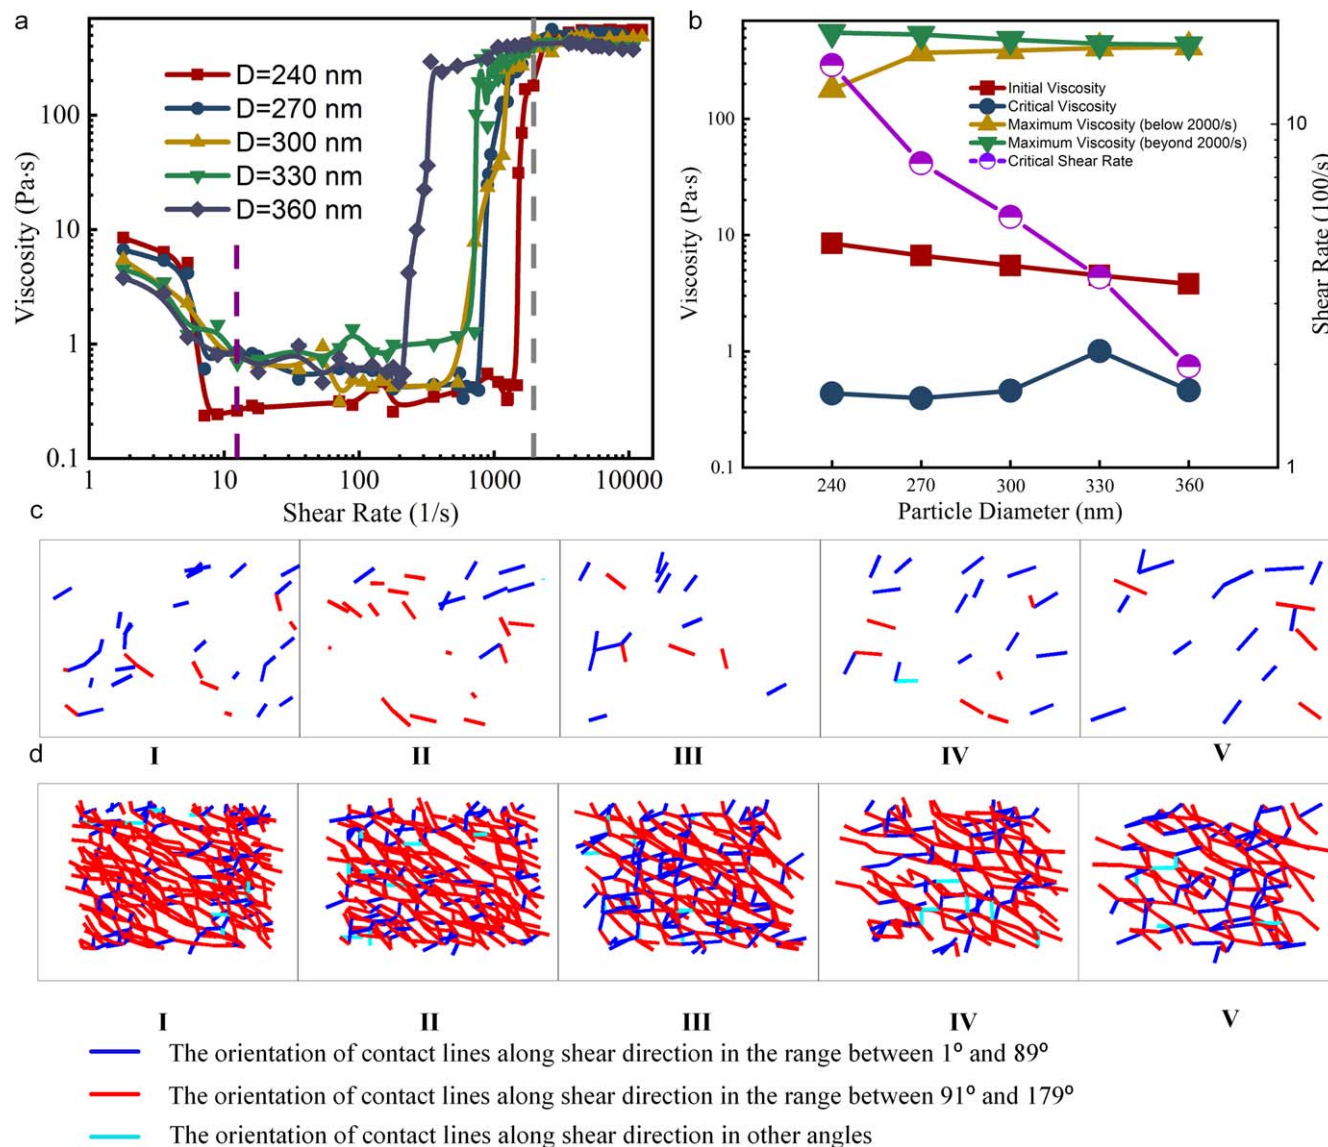 a
D=240 nm
D=270 nm
D=300 nm
D=330 nm
D=360 nm
100
10
1
0.1
Viscosity (Pa·s)
1
10
100
1000
10000
Shear Rate (1/s)
b
Initial Viscosity
Critical Viscosity
Maximum Viscosity (below 2000/s)
Maximum Viscosity (beyond 2000/s)
Critical Shear Rate
100
10
1
0.1
Viscosity (Pa·s)
10
1
Shear Rate (100/s)
240
270
300
330
360
Particle Diameter (nm)
c
I
II
III
IV
V
d
I
II
III
IV
V
The orientation of contact lines along shear direction in the range between 1⁰ and 89⁰
The orientation of contact lines along shear direction in the range between 91⁰ and 179⁰
The orientation of contact lines along shear direction in other angles